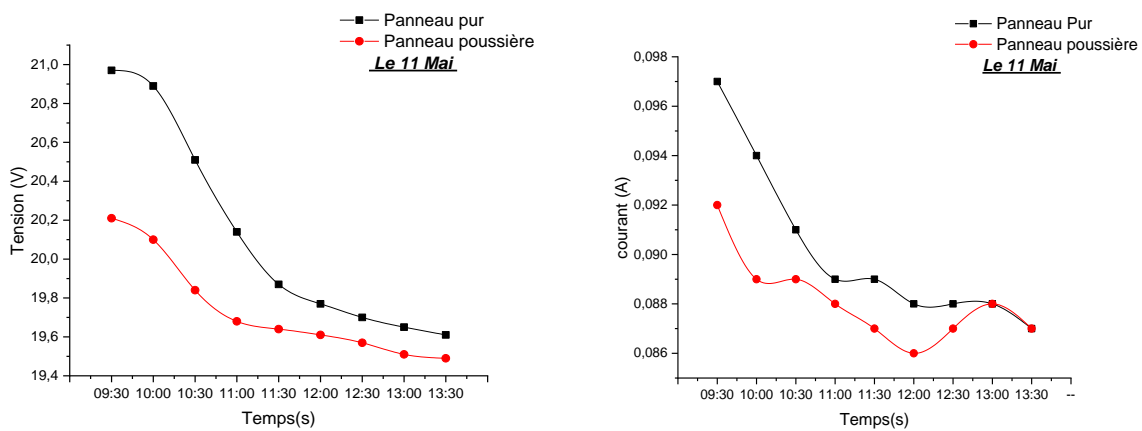 Panneau pur
Panneau poussière
Le 11 Mai
Tension (V)
21,0
20,8
20,6
20,4
20,2
20,0
19,8
19,6
19,4
09:30 10:00 10:30 11:00 11:30 12:00 12:30 13:00 13:30
Temps(s)
Panneau Pur
Panneau poussière
Le 11 Mai
courant (A)
0,098
0,096
0,094
0,092
0,090
0,088
0,086
09:30 10:00 10:30 11:00 11:30 12:00 12:30 13:00 13:30 --
Temps(s)